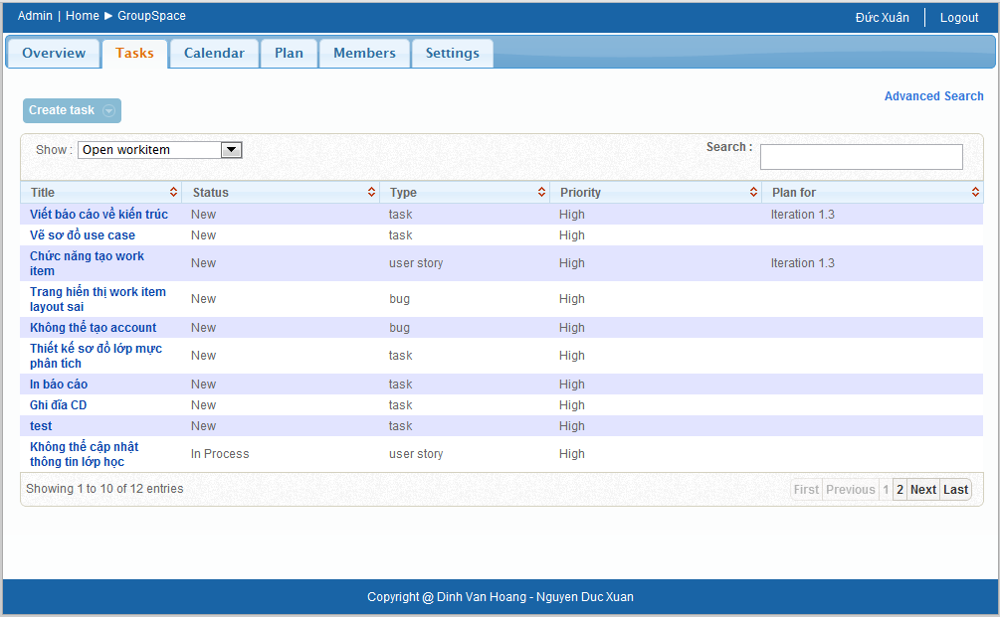 Admin | Home ► GroupSpace
Đức Xuân | Logout
Overview Tasks Calendar Plan Members Settings
Advanced Search
Create task
Show : Open workitem
Search :
Title Status Type Priority Plan for
Viết báo cáo về kiến trúc New task High Iteration 1.3
Vẽ sơ đồ use case New task High
Chức năng tạo work
item New user story High Iteration 1.3
Trang hiển thị work item
layout sai New bug High
Không thể tạo account New bug High
Thiết kế sơ đồ lớp mực
phân tích New task High
In báo cáo New task High
Ghi đĩa CD New task High
test New task High
Không thể cập nhật
thông tin lớp học In Process user story High
Showing 1 to 10 of 12 entries
First Previous 1 2 Next Last
Copyright @ Dinh Van Hoang - Nguyen Duc Xuan